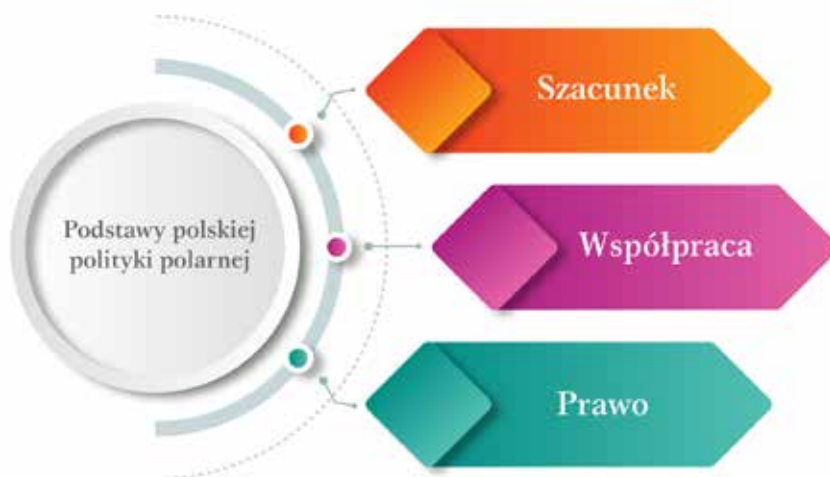 Podstawy polskiej
polityki polarnej
Szacunek
Współpraca
Prawo